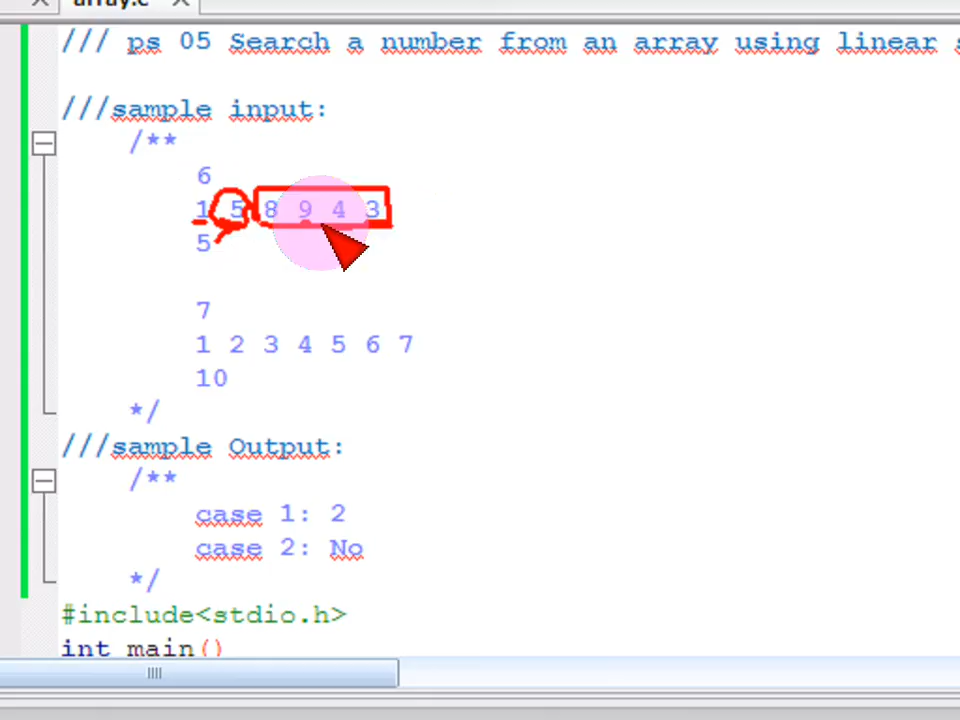 array.c
/// ps 05 Search a number from an array using linear
///sample input:
/**
6
1 5 8 9 4 3
5
7
1 2 3 4 5 6 7
10
*/
///sample Output:
/**
case 1: 2
case 2: No
*/
#include<stdio.h>
int main()